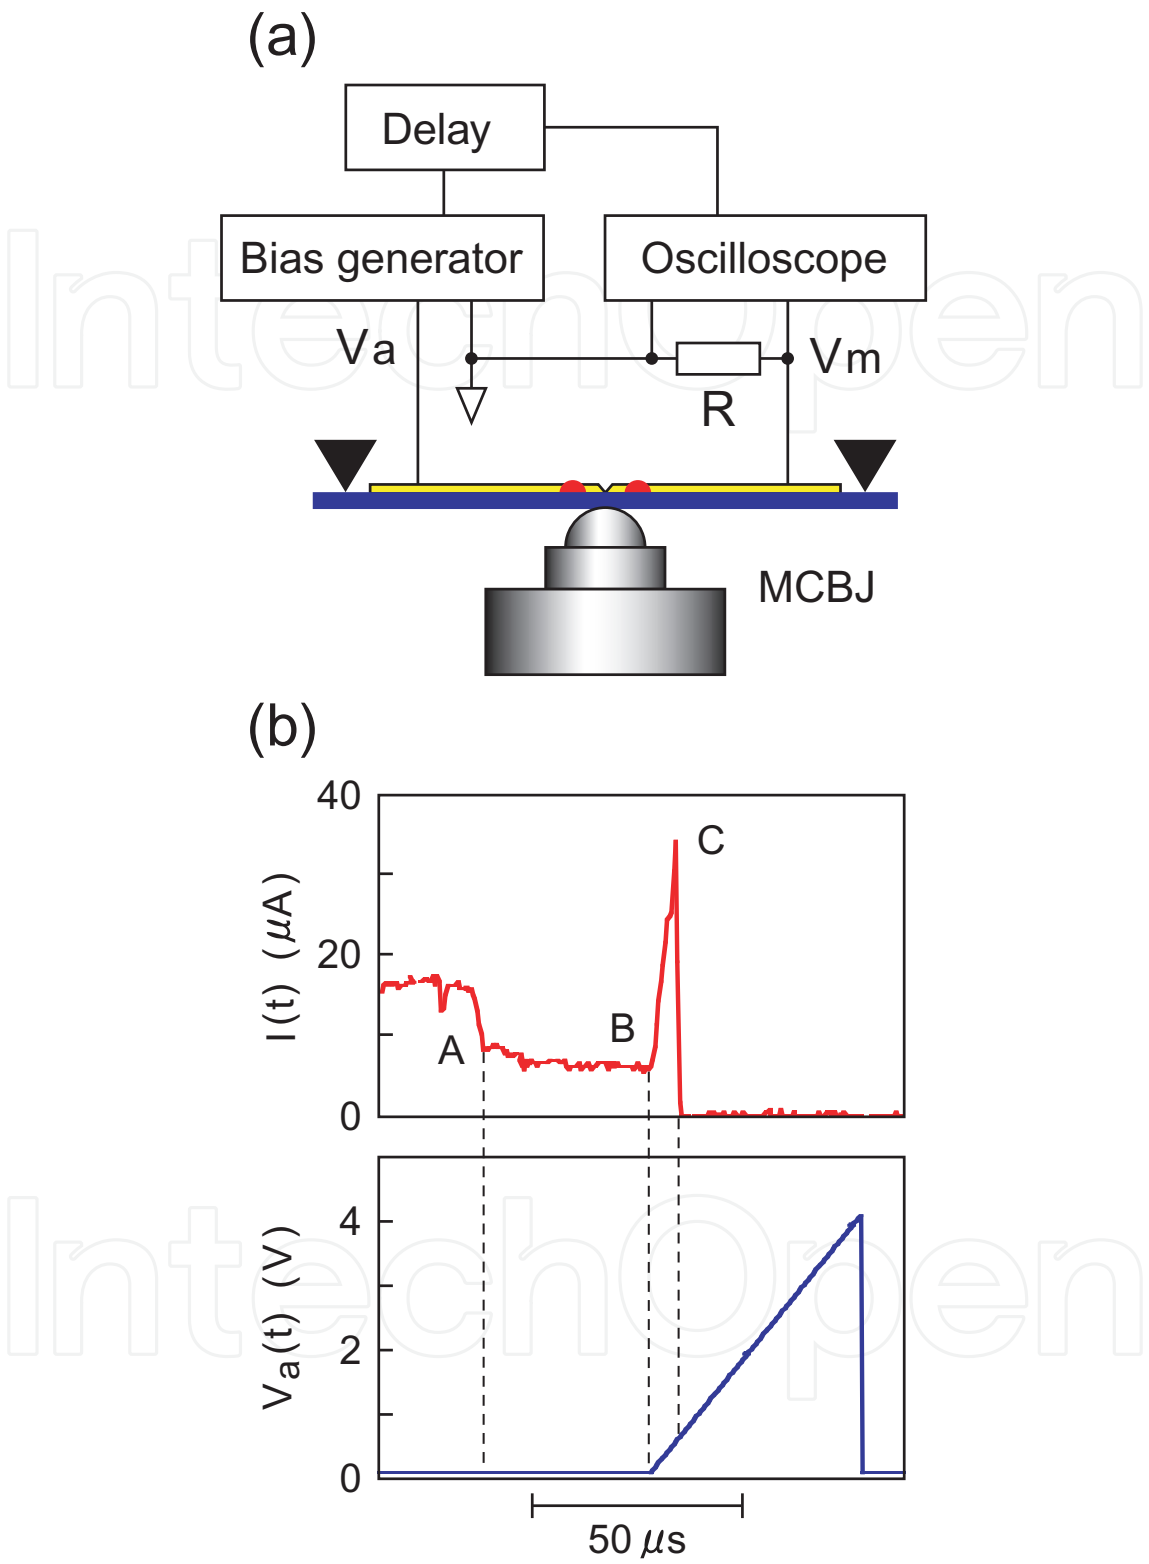 (a)
Delay
Bias generator
Oscilloscope
Va
Vm
R
MCBJ
(b)
40
20
0
I(t) (μA)
A
B
C
4
2
0
Va(t) (V)
50 μs
IntechOpen
IntechOpen